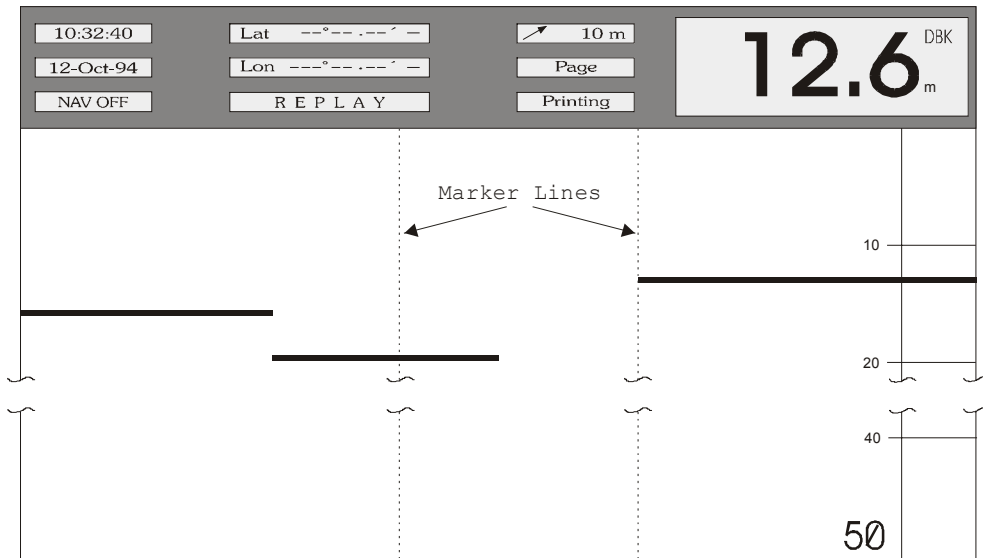 10:32:40
Lat --°--.--´ –
10 m
12.6 m DBK
12-Oct-94
Lon ---°--.--´ –
Page
NAV OFF
REPLAY
Printing
Marker Lines
10
20
40
50